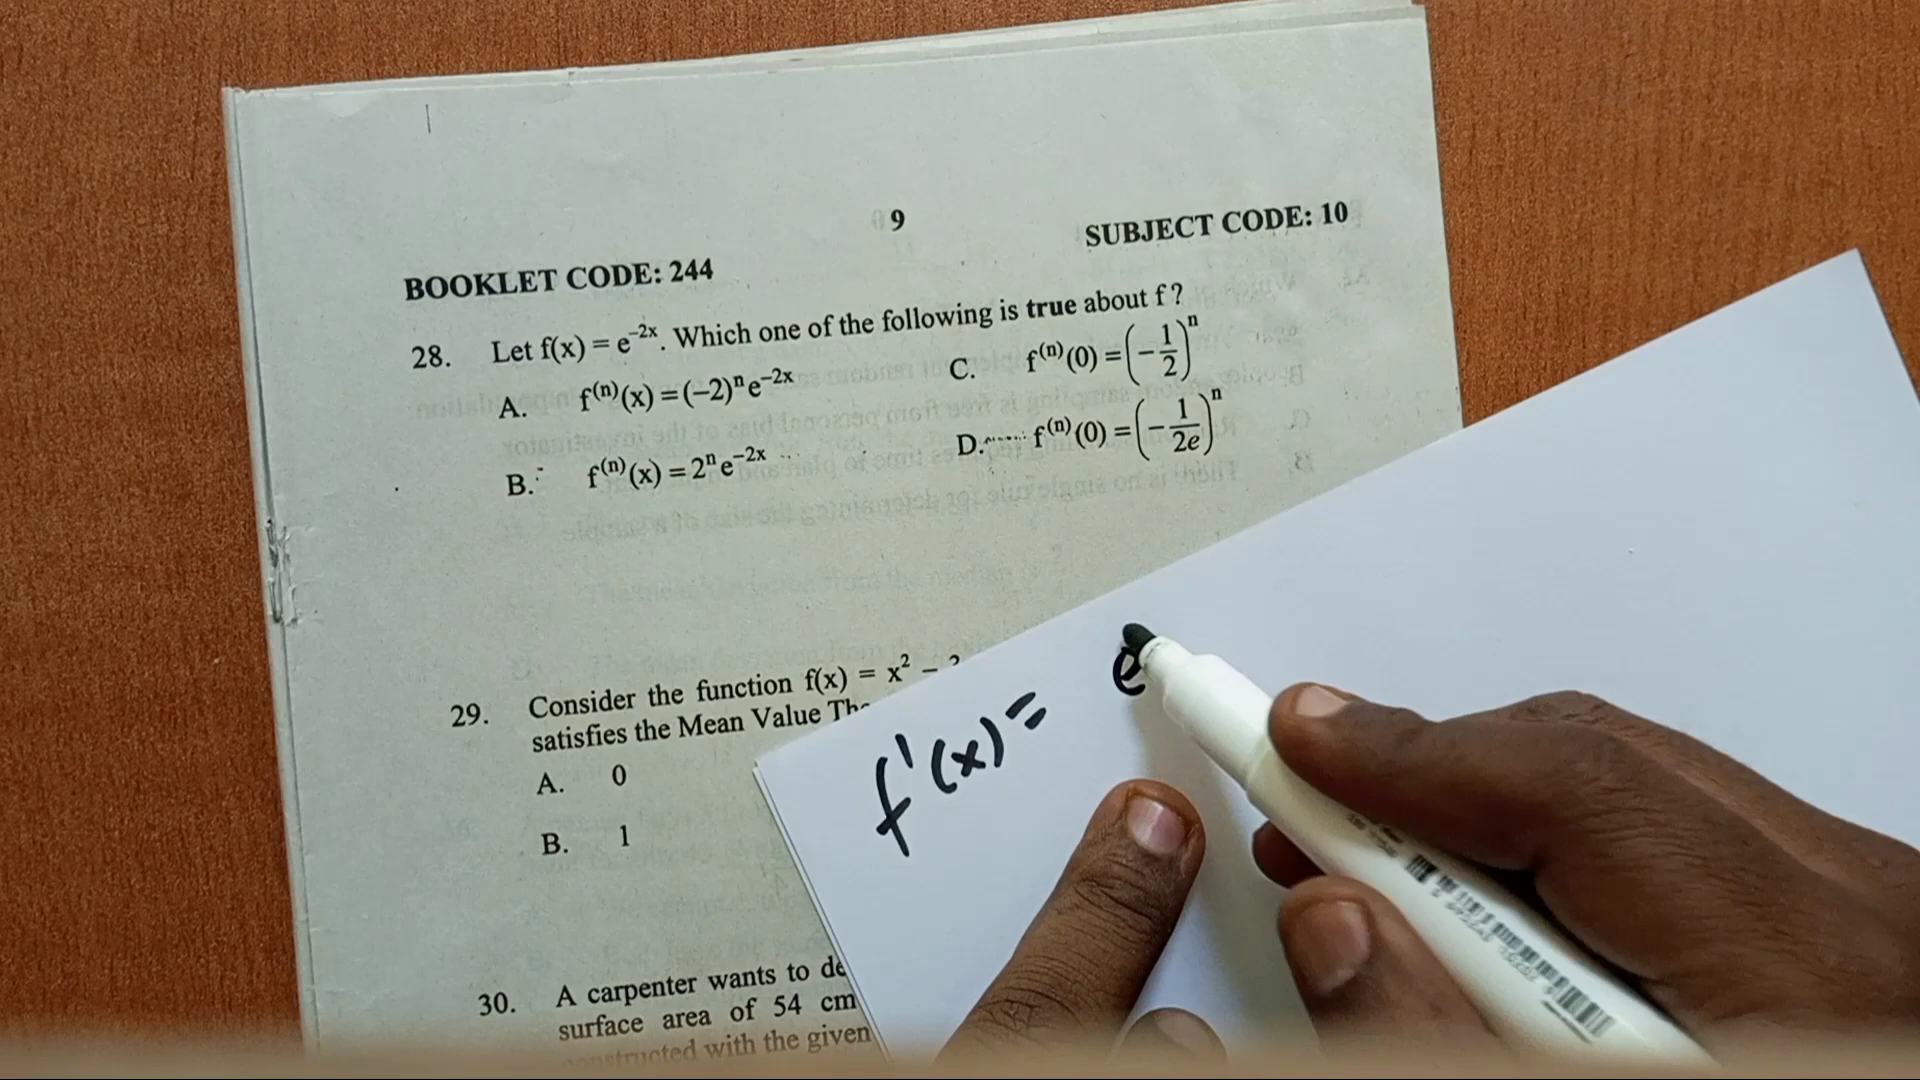 9
SUBJECT CODE: 10
BOOKLET CODE: 244
28. Let f(x) = e⁻²ˣ. Which one of the following is true about f ?
A. f⁽ⁿ⁾(x) = (−2)ⁿ e⁻²ˣ
C. f⁽ⁿ⁾(0) = (−1/2)ⁿ
B. f⁽ⁿ⁾(x) = 2ⁿ e⁻²ˣ
D. f⁽ⁿ⁾(0) = (−1/2e)ⁿ
29. Consider the function f(x) = x² −
satisfies the Mean Value
A. 0
B. 1
30. A carpenter wants to
surface area of 54 cm
constructed with the given
f'(x) = e